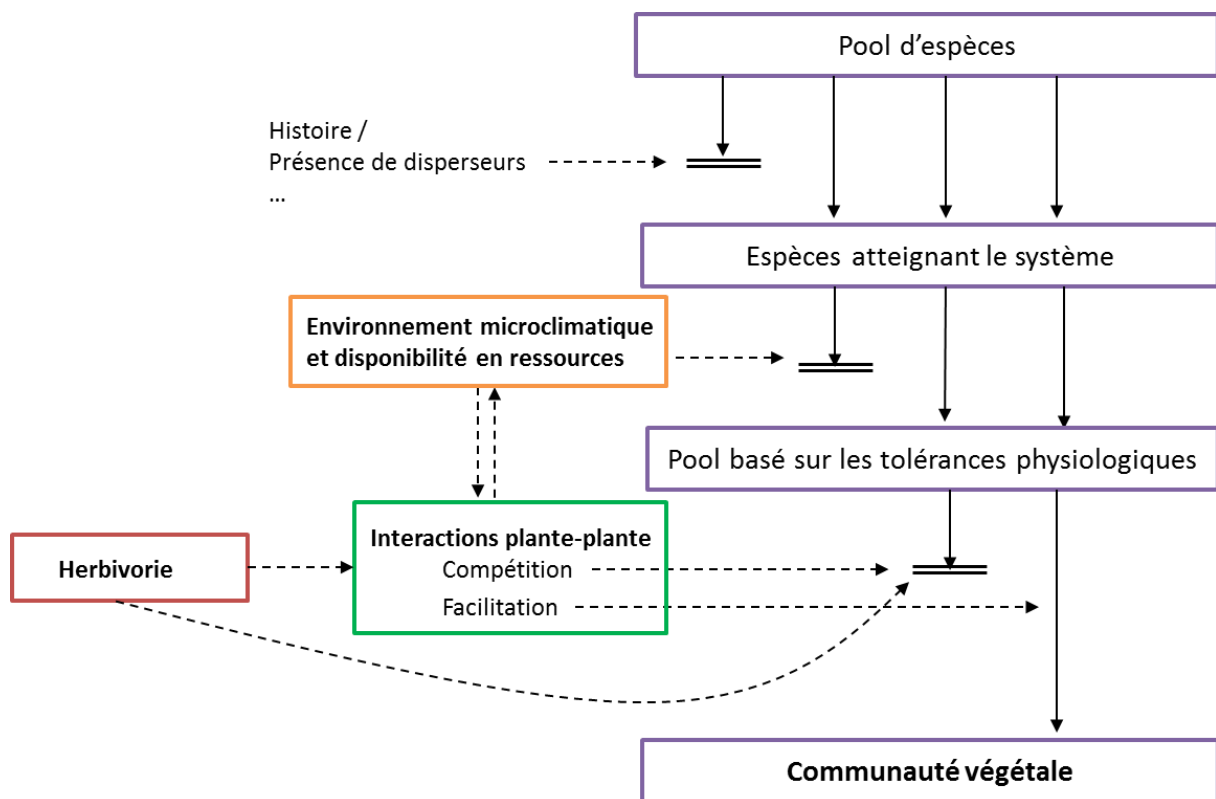 Pool d'espèces
Histoire /
Présence de disperseurs
...
Espèces atteignant le système
Environnement microclimatique
et disponibilité en ressources
Pool basé sur les tolérances physiologiques
Interactions plante-plante
Compétition
Facilitation
Herbivorie
Communauté végétale